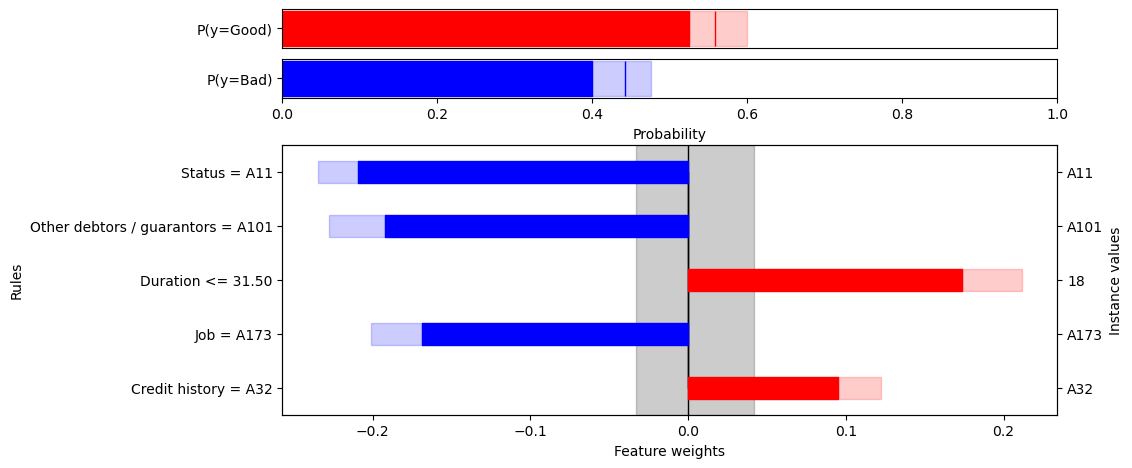 P(y=Good)
P(y=Bad)
0.0 0.2 0.4 0.6 0.8 1.0
Probability
Status = A11 A11
Other debtors / guarantors = A101 A101
Duration <= 31.50 18
Job = A173 A173
Credit history = A32 A32
Rules
Instance values
−0.2 −0.1 0.0 0.1 0.2
Feature weights